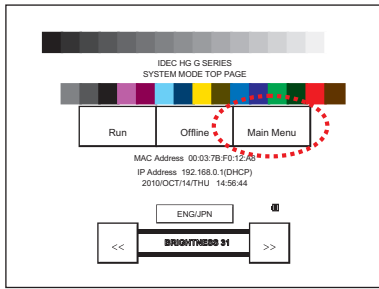 IDEC HG G SERIES
SYSTEM MODE TOP PAGE
Run Offline Main Menu
MAC Address 00:03:7B:F0:12:A8
IP Address 192.168.0.1(DHCP)
2010/OCT/14/THU 14:56:44
ENG/JPN
<< BRIGHTNESS 31 >>